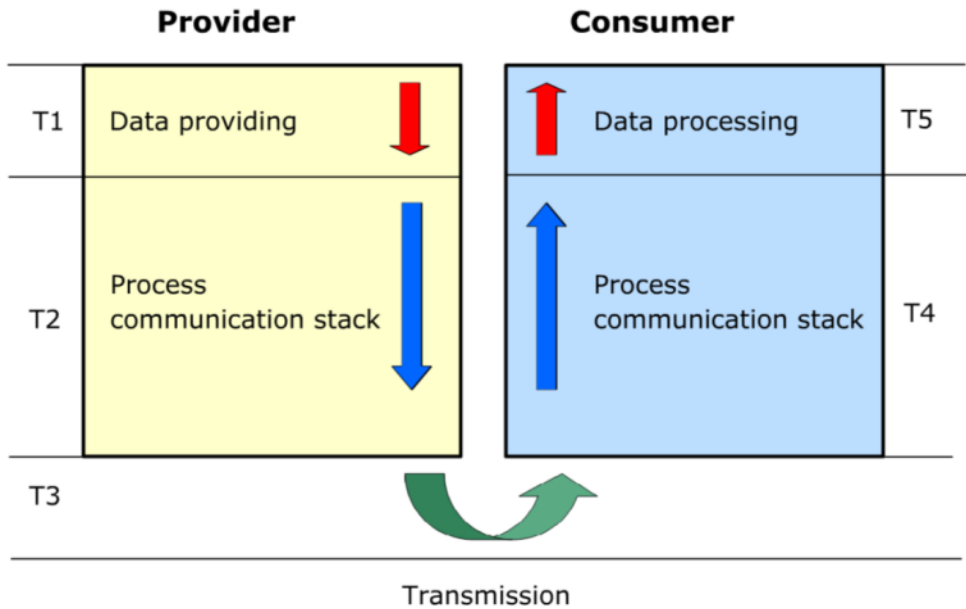 Provider
Consumer
T1
Data providing
Data processing
T5
T2
Process
communication stack
Process
communication stack
T4
T3
Transmission